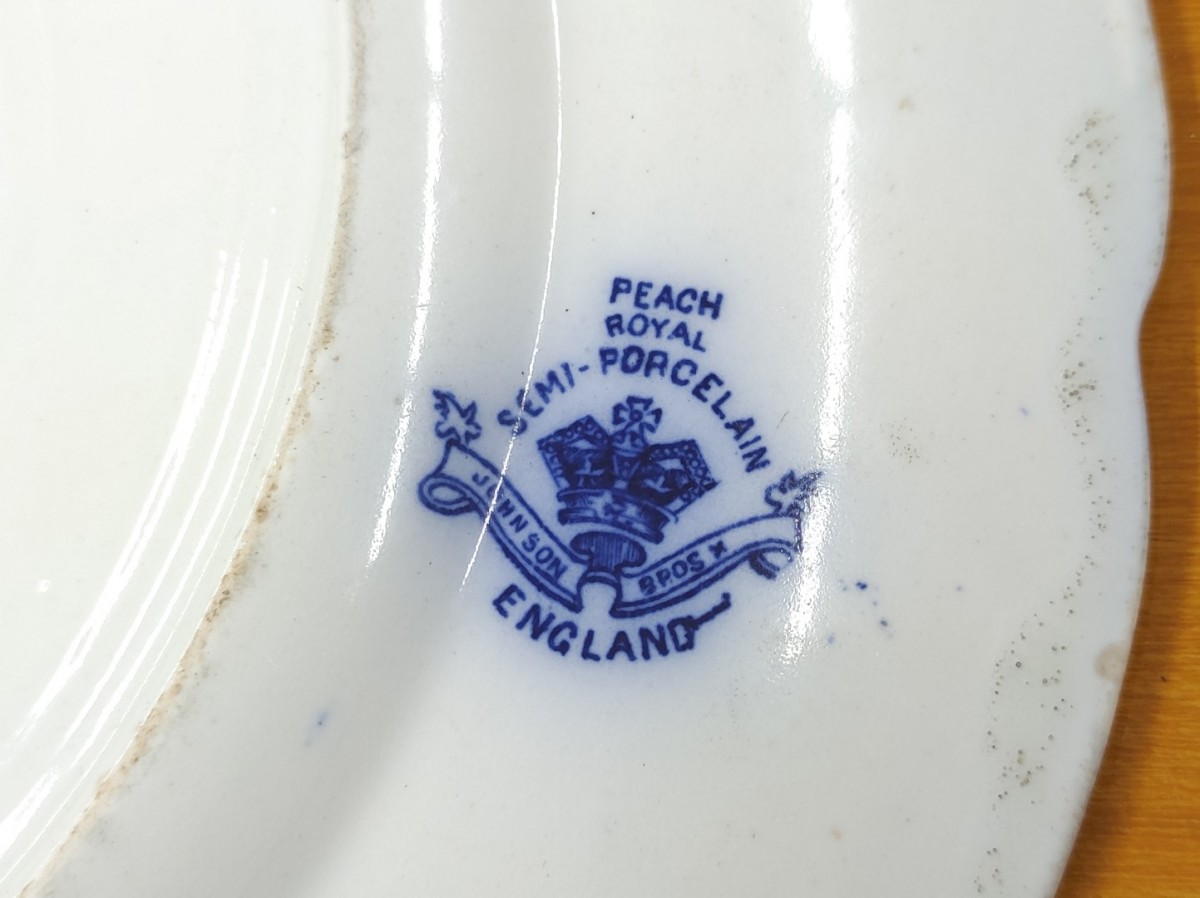 PEACH
ROYAL
SEMI-PORCELAIN
JOHNSON BROS
ENGLAND